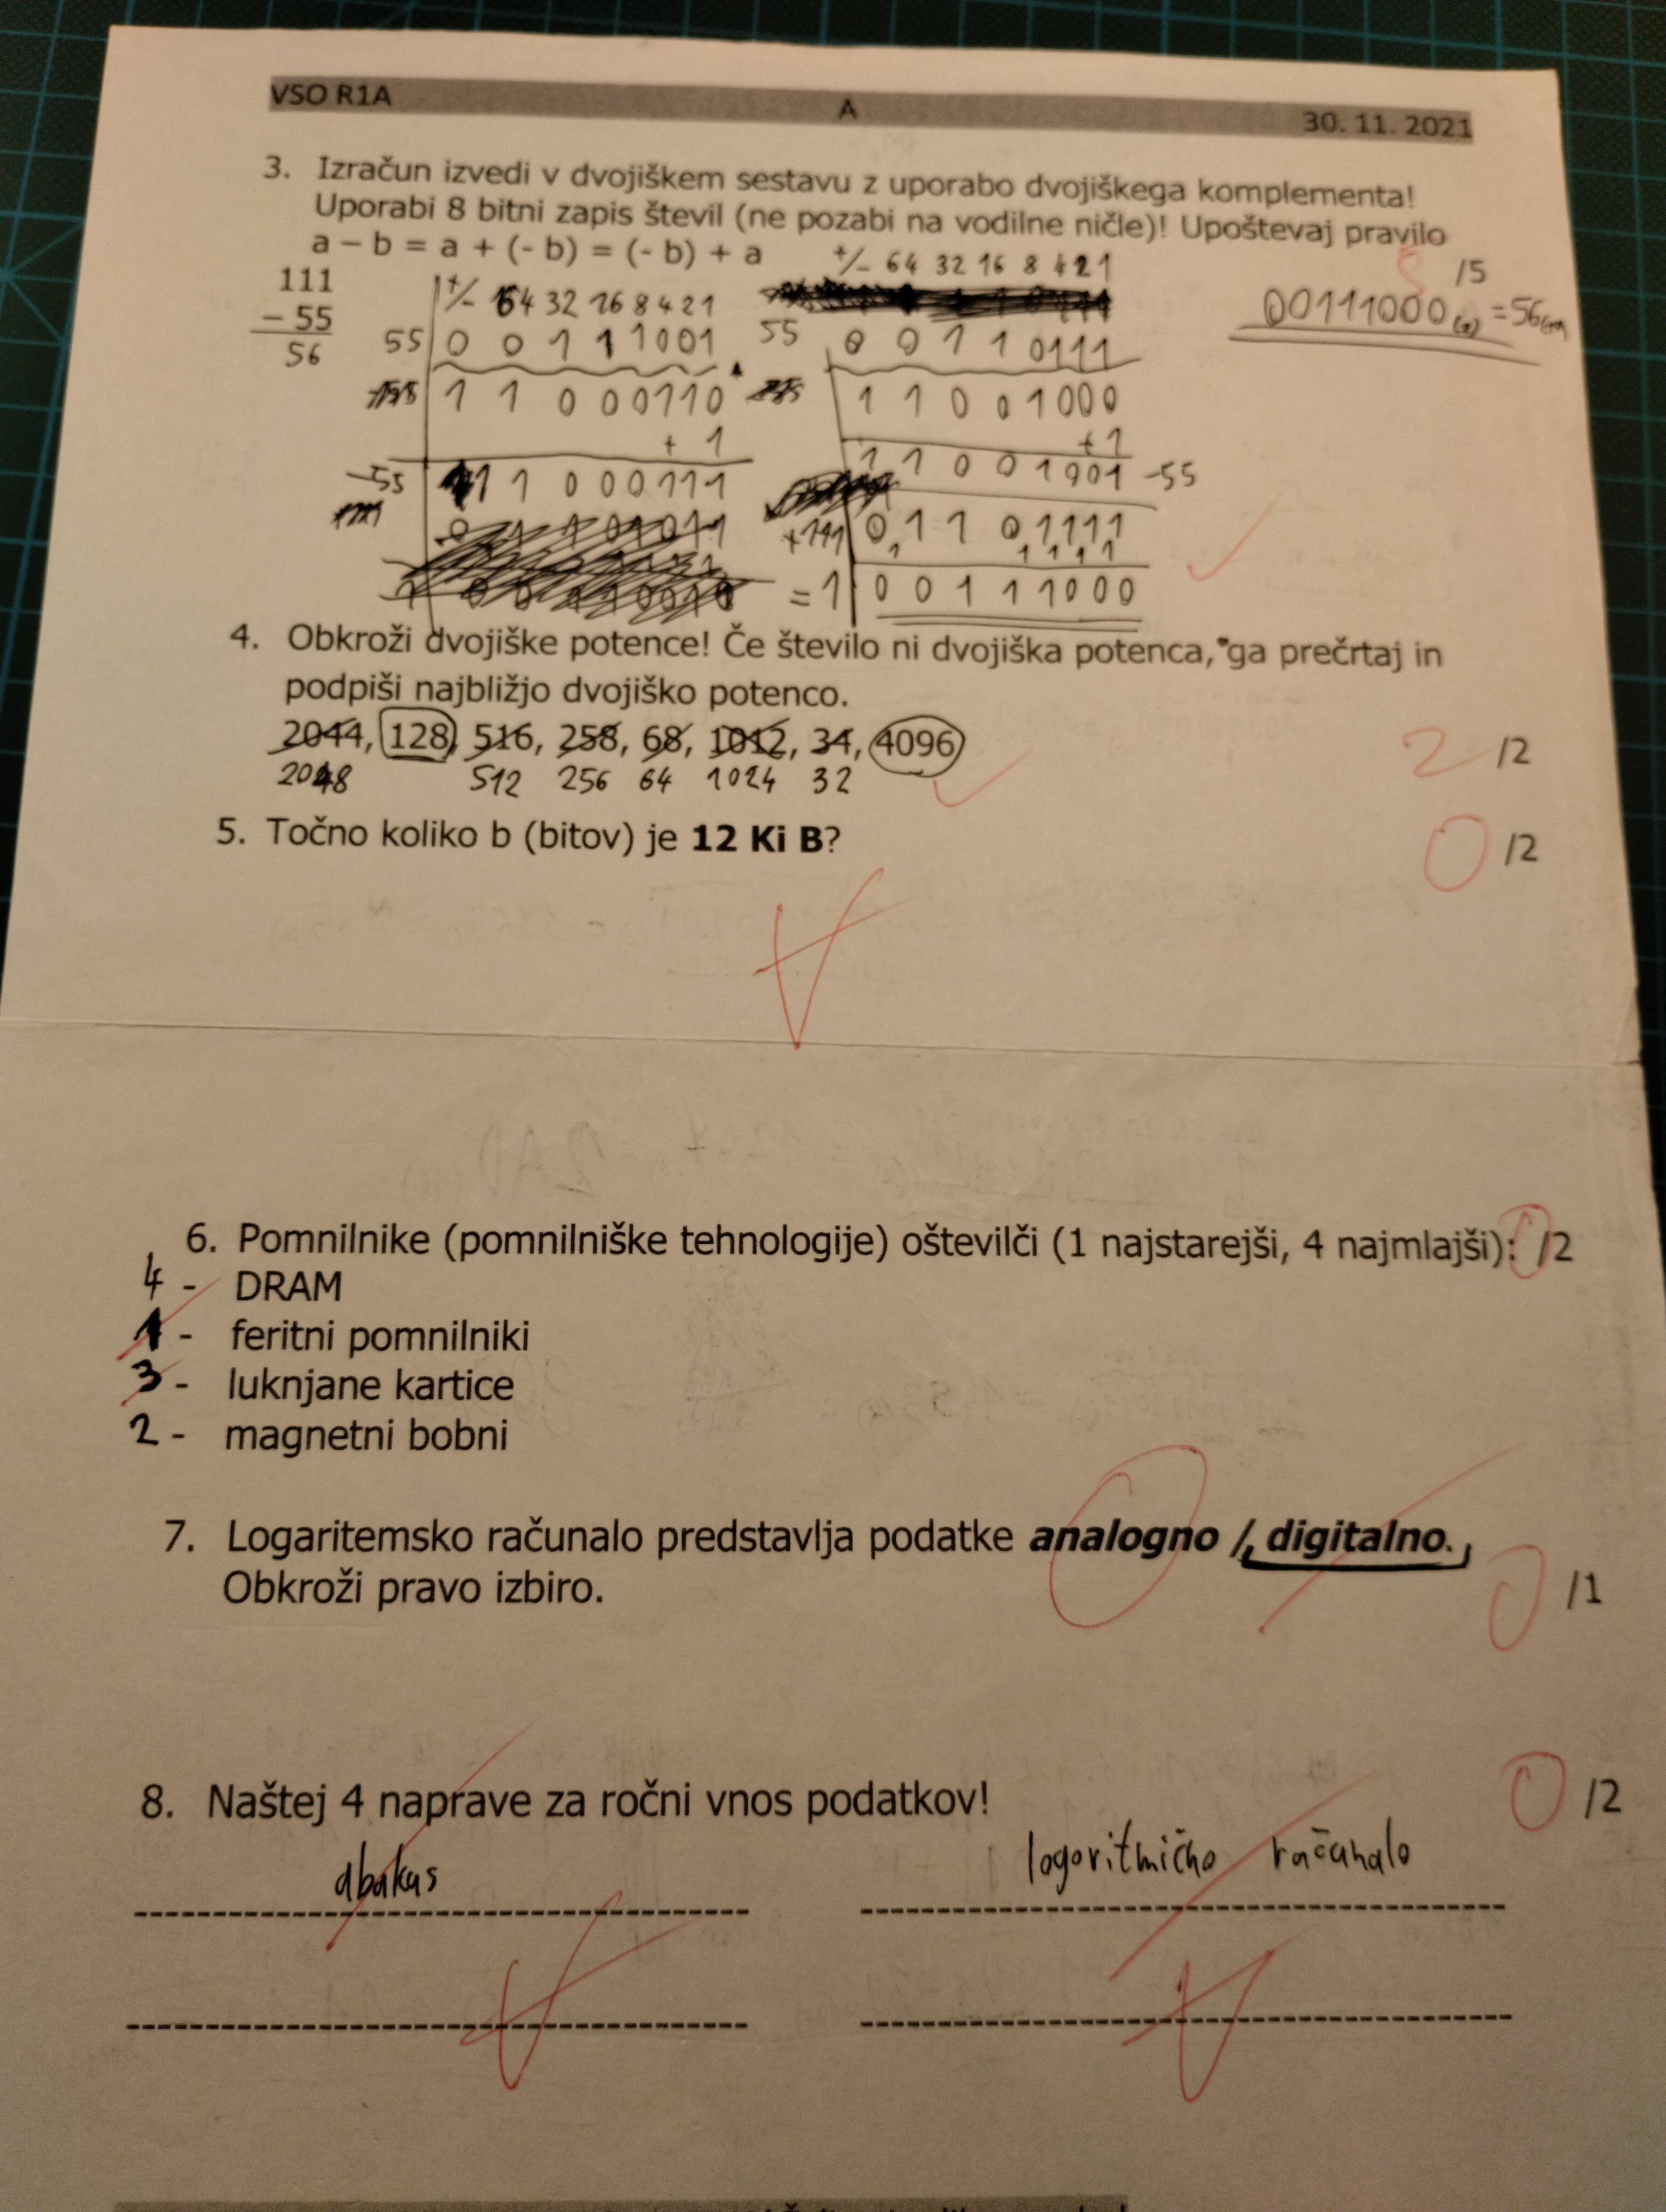 VSO R1A A 30. 11. 2021
3. Izračun izvedi v dvojiškem sestavu z uporabo dvojiškega komplementa!
Uporabi 8 bitni zapis števil (ne pozabi na vodilne ničle)! Upoštevaj pravilo
a – b = a + (- b) = (- b) + a
/5
111
– 55
56
+/- 64 32 16 8 4 2 1
55 0 0 1 1 1 0 0 1
1 1 0 0 0 1 1 0
+ 1
-55 1 1 0 0 0 1 1 1
+/- 64 32 16 8 4 2 1
55 0 0 1 1 0 1 1 1
1 1 0 0 1 0 0 0
+ 1
1 1 0 0 1 0 0 1 -55
+111 0 1 1 0 1 1 1 1
1 1 1 1 1
= 1 0 0 1 1 1 0 0 0
00111000(2) = 56
4. Obkroži dvojiške potence! Če število ni dvojiška potenca, ga prečrtaj in
podpiši najbližjo dvojiško potenco.
2044, 128, 516, 258, 68, 1012, 34, 4096
2 /2
2048 512 256 64 1024 32
5. Točno koliko b (bitov) je 12 Ki B?
0 /2
6. Pomnilnike (pomnilniške tehnologije) oštevilči (1 najstarejši, 4 najmlajši): 0 /2
4 - DRAM
1 - feritni pomnilniki
3 - luknjane kartice
2 - magnetni bobni
7. Logaritemsko računalo predstavlja podatke analogno / digitalno.
Obkroži pravo izbiro.
0 /1
8. Naštej 4 naprave za ročni vnos podatkov!
0 /2
abakus logoritmično računalo